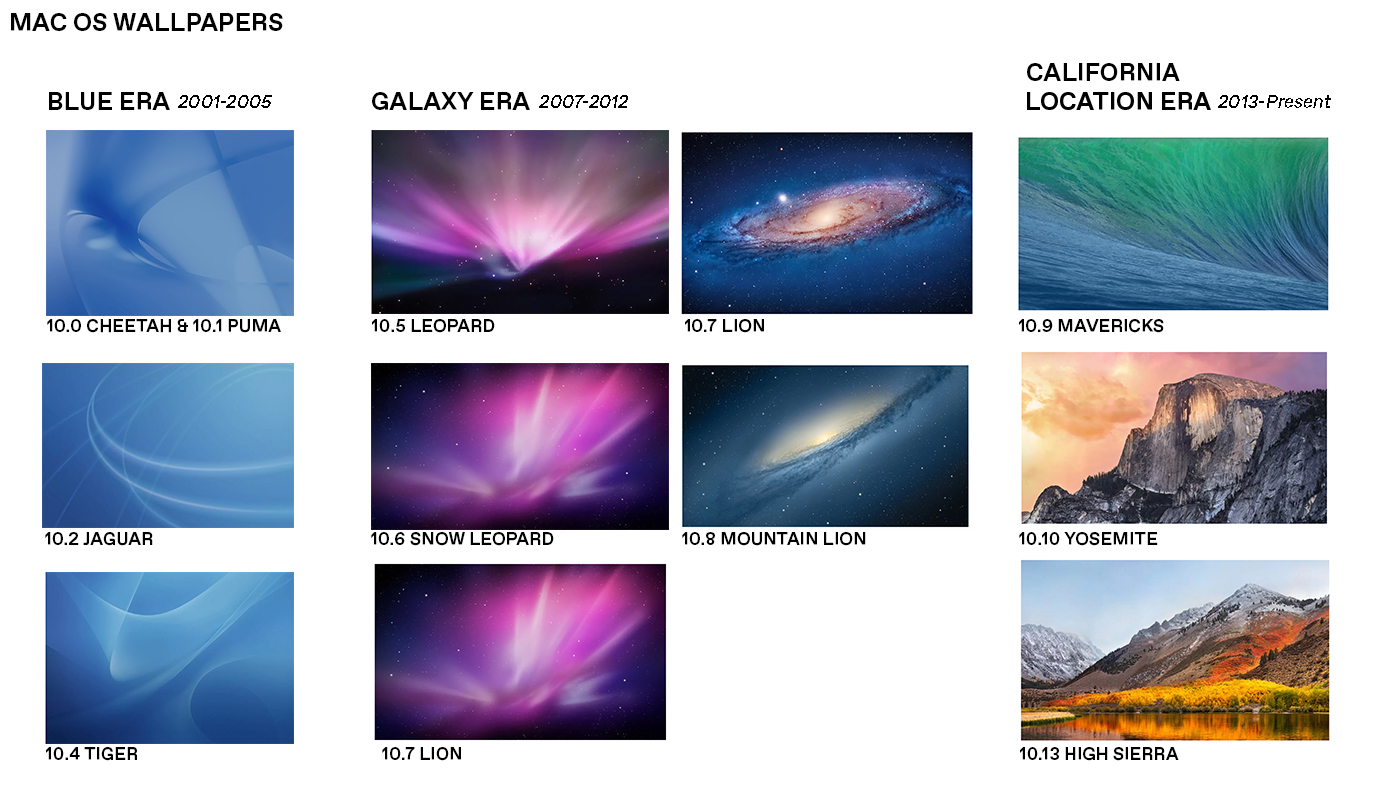 MAC OS WALLPAPERS
BLUE ERA 2001-2005
10.0 CHEETAH & 10.1 PUMA
10.2 JAGUAR
10.4 TIGER
GALAXY ERA 2007-2012
10.5 LEOPARD
10.7 LION
10.6 SNOW LEOPARD
10.8 MOUNTAIN LION
10.7 LION
CALIFORNIA
LOCATION ERA 2013-Present
10.9 MAVERICKS
10.10 YOSEMITE
10.13 HIGH SIERRA